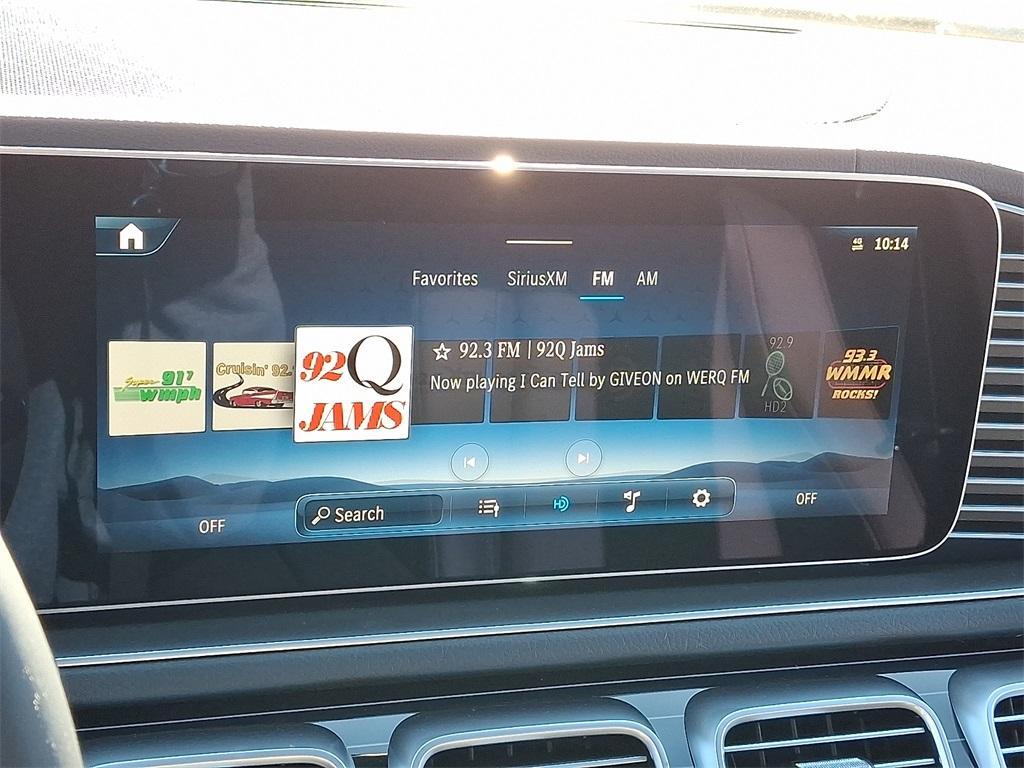 4G 10:14
Favorites SiriusXM FM AM
Super 91.7 wmph
Cruisin' 92.
92Q JAMS
92.3 FM | 92Q Jams
Now playing I Can Tell by GIVEON on WERQ FM
92.9
HD2
93.3
WMMR
ROCKS!
OFF
Search
HD
OFF